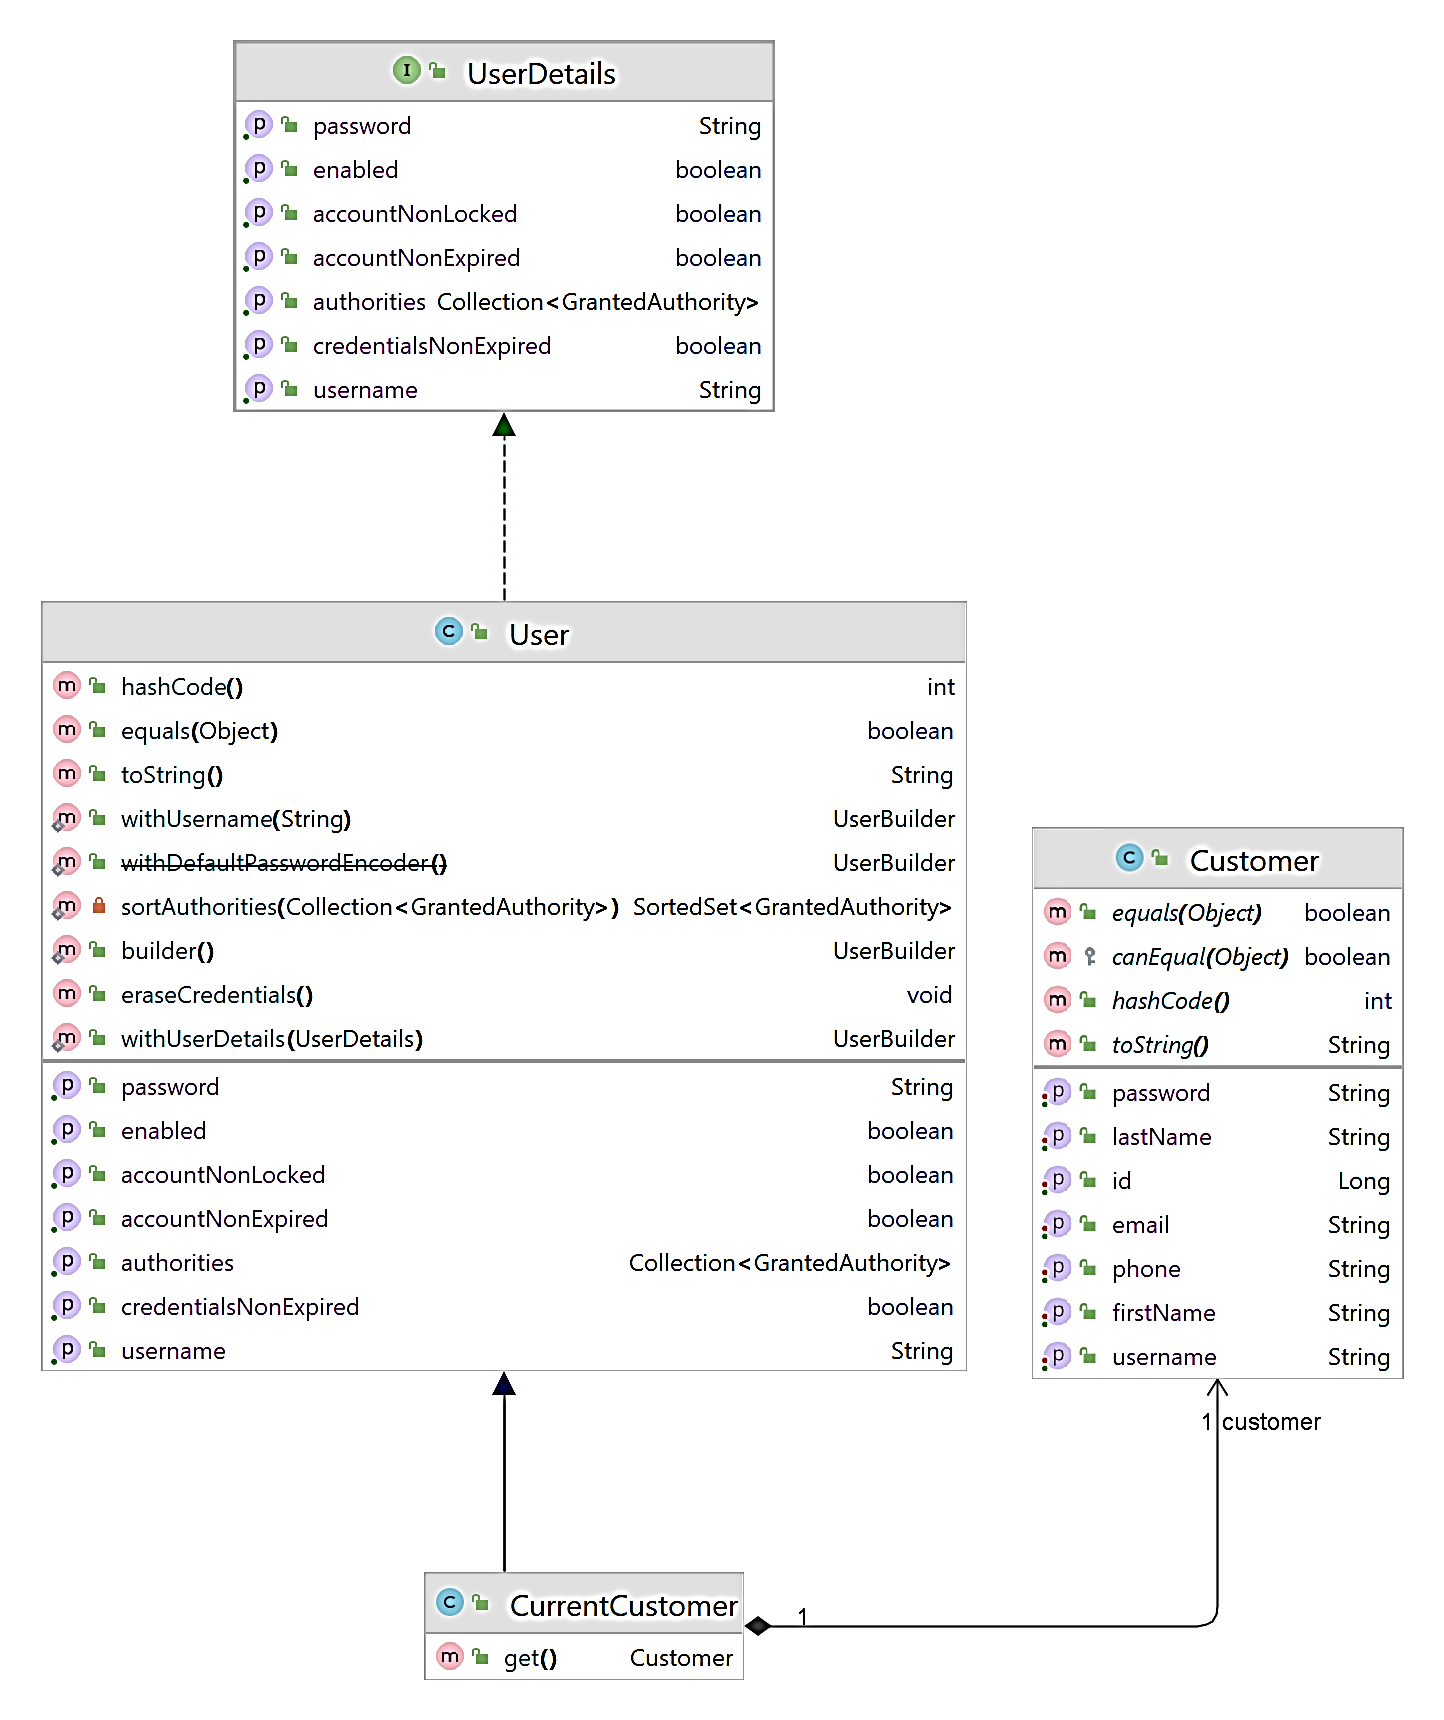 I UserDetails
p password String
p enabled boolean
p accountNonLocked boolean
p accountNonExpired boolean
p authorities Collection<GrantedAuthority>
p credentialsNonExpired boolean
p username String
C User
m hashCode() int
m equals(Object) boolean
m toString() String
m withUsername(String) UserBuilder
m withDefaultPasswordEncoder() UserBuilder
m sortAuthorities(Collection<GrantedAuthority>) SortedSet<GrantedAuthority>
m builder() UserBuilder
m eraseCredentials() void
m withUserDetails(UserDetails) UserBuilder
p password String
p enabled boolean
p accountNonLocked boolean
p accountNonExpired boolean
p authorities Collection<GrantedAuthority>
p credentialsNonExpired boolean
p username String
C Customer
m equals(Object) boolean
m canEqual(Object) boolean
m hashCode() int
m toString() String
p password String
p lastName String
p id Long
p email String
p phone String
p firstName String
p username String
1 customer
C CurrentCustomer
m get() Customer
1